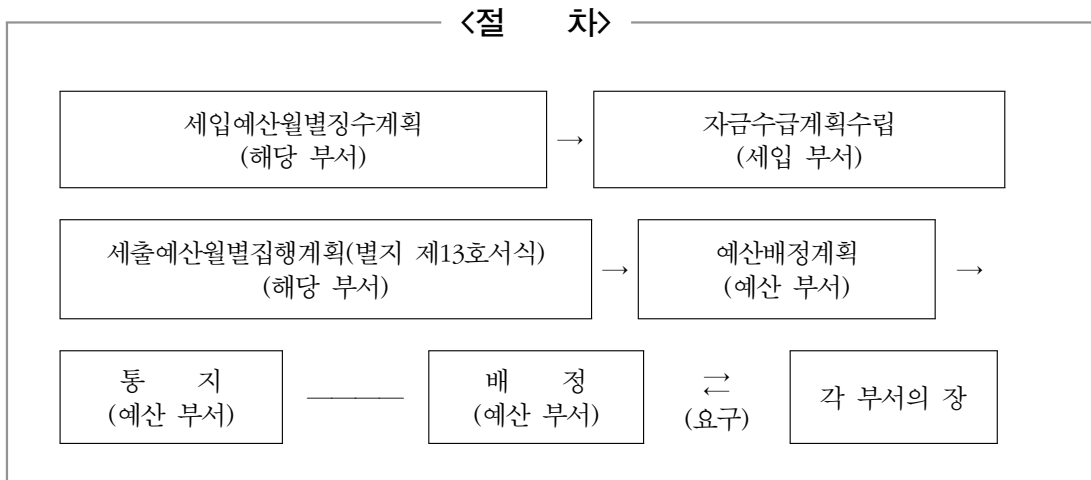 <절 차>
세입예산월별징수계획
(해당 부서)
→
자금수급계획수립
(세입 부서)
세출예산월별집행계획(별지 제13호서식)
(해당 부서)
→
예산배정계획
(예산 부서)
→
통 지
(예산 부서)
배 정
(예산 부서)
⇄
(요구)
각 부서의 장